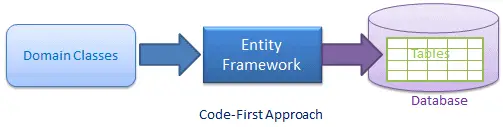 Domain Classes
Entity
Framework
Tables
Database
Code-First Approach